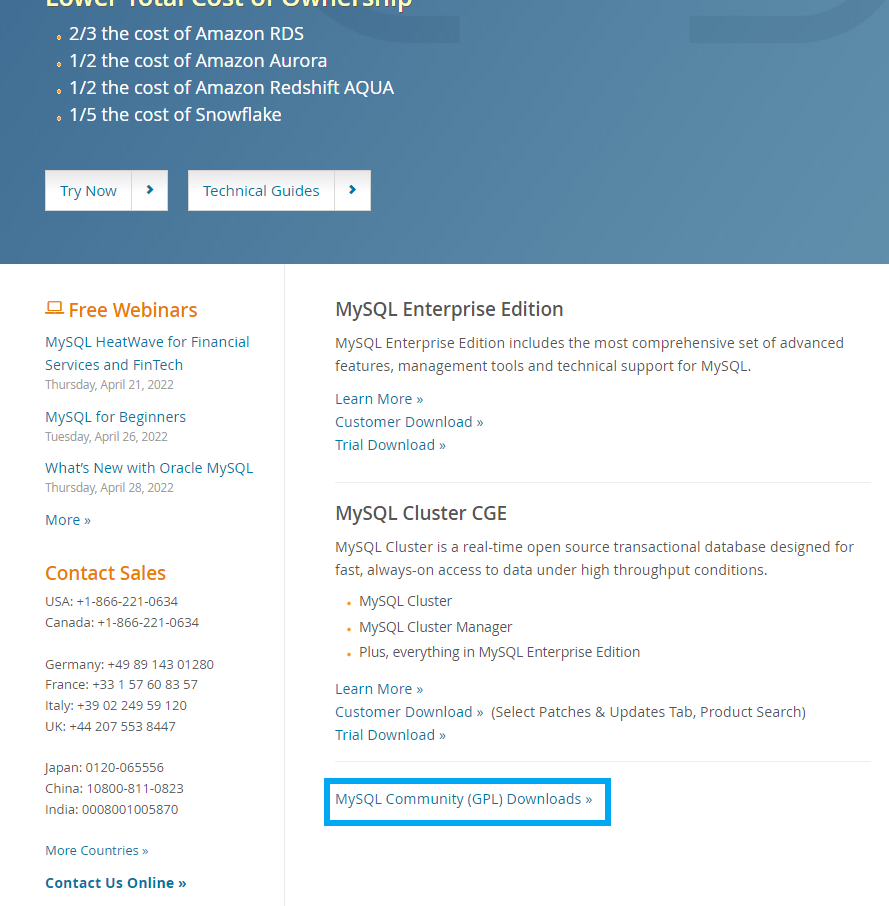 Lower Total Cost of Ownership
2/3 the cost of Amazon RDS
1/2 the cost of Amazon Aurora
1/2 the cost of Amazon Redshift AQUA
1/5 the cost of Snowflake
Try Now
Technical Guides
Free Webinars
MySQL HeatWave for Financial
Services and FinTech
Thursday, April 21, 2022
MySQL for Beginners
Tuesday, April 26, 2022
What's New with Oracle MySQL
Thursday, April 28, 2022
More »
Contact Sales
USA: +1-866-221-0634
Canada: +1-866-221-0634
Germany: +49 89 143 01280
France: +33 1 57 60 83 57
Italy: +39 02 249 59 120
UK: +44 207 553 8447
Japan: 0120-065556
China: 10800-811-0823
India: 0008001005870
More Countries »
Contact Us Online »
MySQL Enterprise Edition
MySQL Enterprise Edition includes the most comprehensive set of advanced
features, management tools and technical support for MySQL.
Learn More »
Customer Download »
Trial Download »
MySQL Cluster CGE
MySQL Cluster is a real-time open source transactional database designed for
fast, always-on access to data under high throughput conditions.
MySQL Cluster
MySQL Cluster Manager
Plus, everything in MySQL Enterprise Edition
Learn More »
Customer Download » (Select Patches & Updates Tab, Product Search)
Trial Download »
MySQL Community (GPL) Downloads »